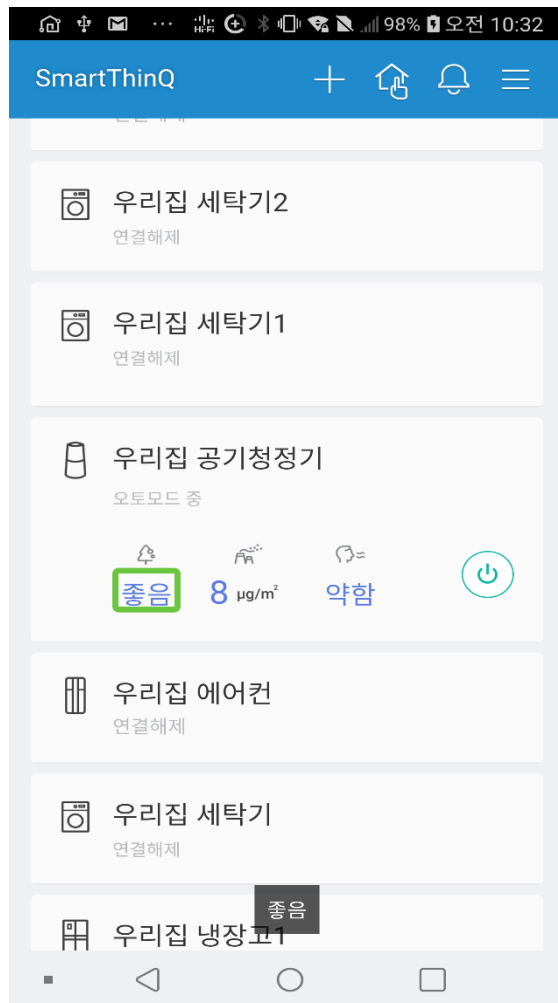 98% 오전 10:32
SmartThinQ
우리집 세탁기2
연결해제
우리집 세탁기1
연결해제
우리집 공기청정기
오토모드 중
좋음 8 μg/m² 약함
우리집 에어컨
연결해제
우리집 세탁기
연결해제
좋음
우리집 냉장고1